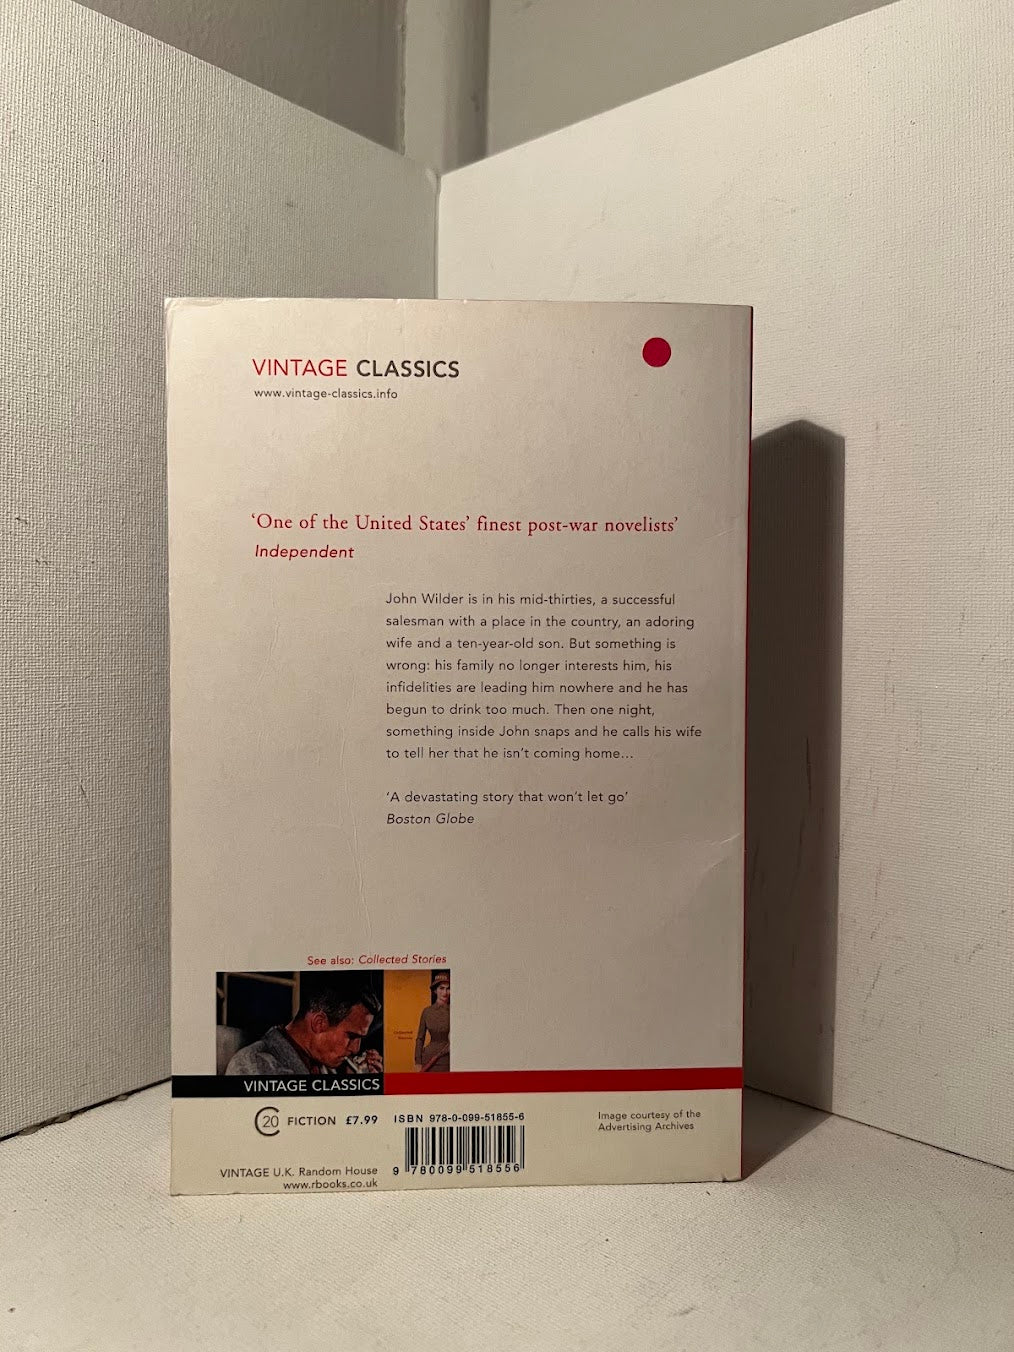 VINTAGE CLASSICS
www.vintage-classics.info
‘One of the United States’ finest post-war novelists’
Independent
John Wilder is in his mid-thirties, a successful
salesman with a place in the country, an adoring
wife and a ten-year-old son. But something is
wrong: his family no longer interests him, his
infidelities are leading him nowhere and he has
begun to drink too much. Then one night,
something inside John snaps and he calls his wife
to tell her that he isn’t coming home...
‘A devastating story that won’t let go’
Boston Globe
See also: Collected Stories
Collected
Stories
VINTAGE CLASSICS
C20 FICTION £7.99
ISBN 978-0-099-51855-6
9 780099 518556
Image courtesy of the
Advertising Archives
VINTAGE U.K. Random House
www.rbooks.co.uk